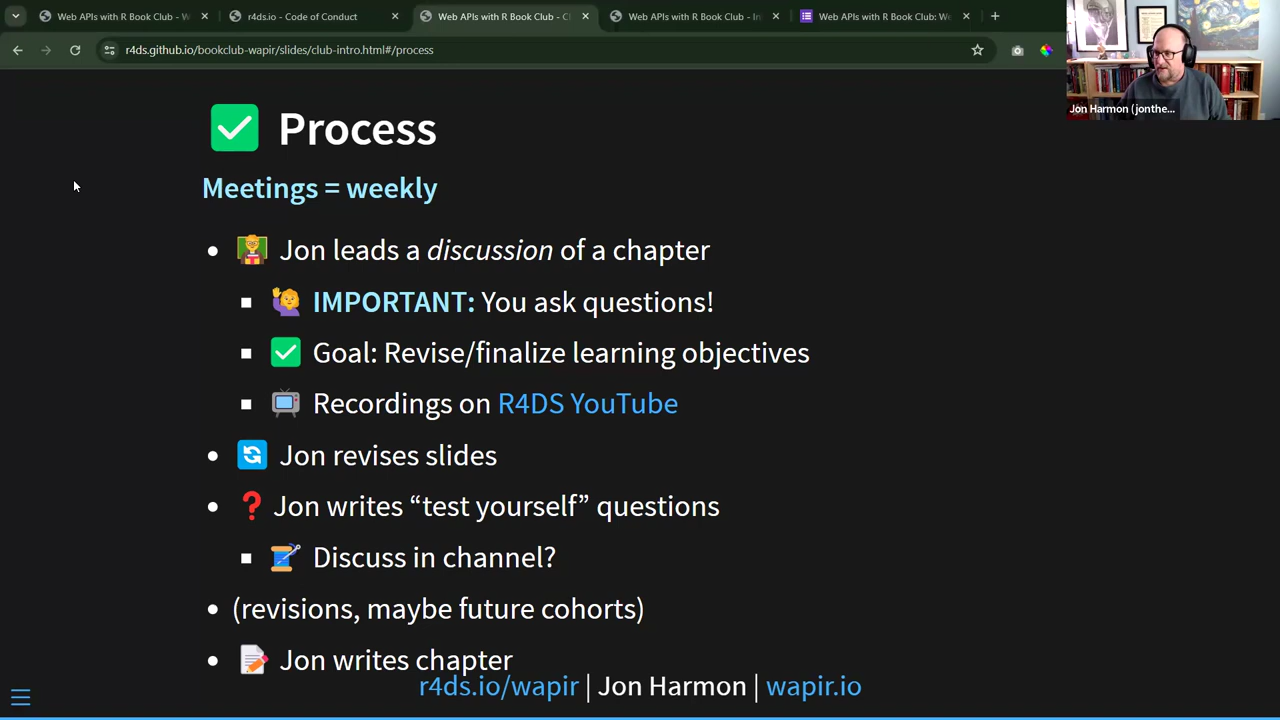 Web APIs with R Book Club - W
r4ds.io - Code of Conduct
Web APIs with R Book Club - Cl
Web APIs with R Book Club - In
Web APIs with R Book Club: We
r4ds.github.io/bookclub-wapir/slides/club-intro.html#/process
Jon Harmon (jonthe...
Process
Meetings = weekly
Jon leads a discussion of a chapter
IMPORTANT: You ask questions!
Goal: Revise/finalize learning objectives
Recordings on R4DS YouTube
Jon revises slides
Jon writes “test yourself” questions
Discuss in channel?
(revisions, maybe future cohorts)
Jon writes chapter
r4ds.io/wapir | Jon Harmon | wapir.io